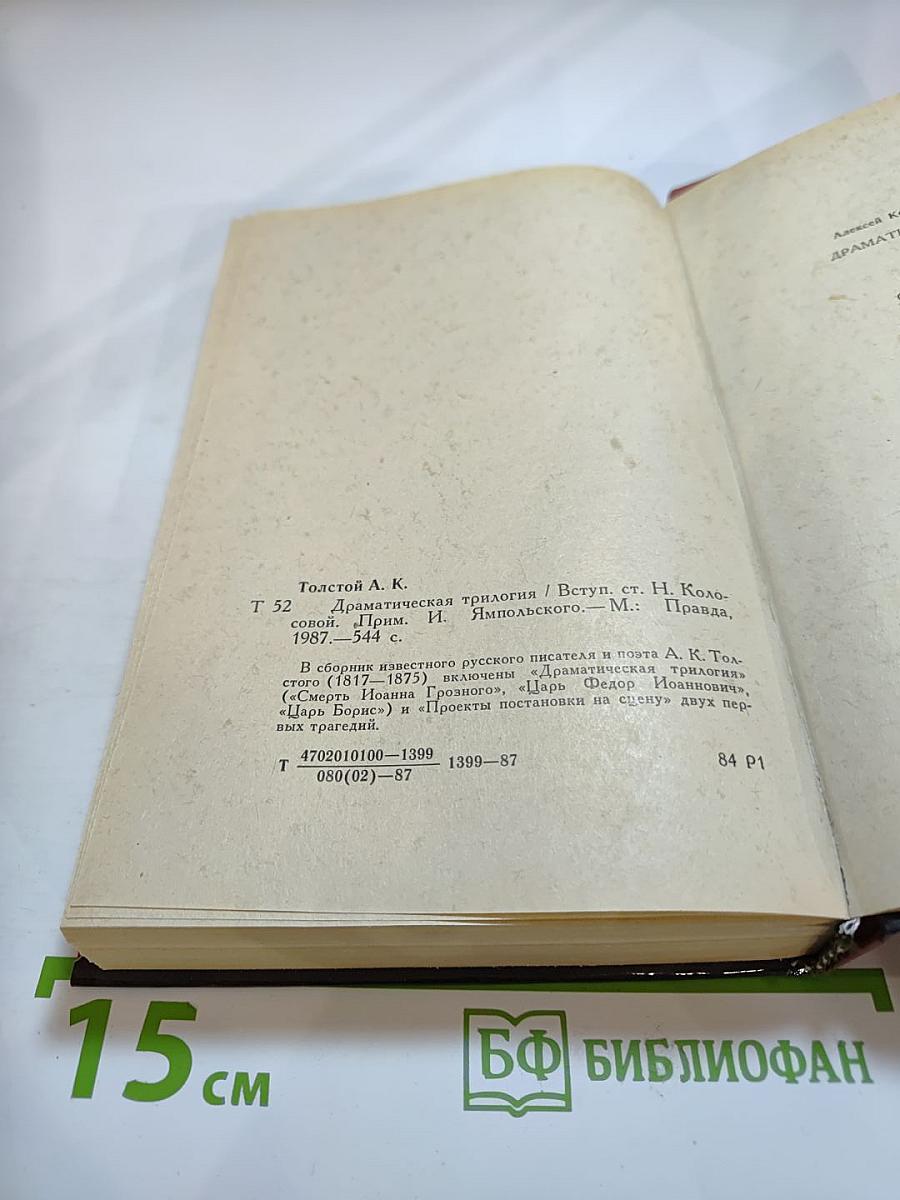 Толстой А. К.
Т 52 Драматическая трилогия / Вступ. ст. Н. Коло-
совой. Прим. И. Ямпольского.— М.: Правда,
1987.—544 с.
В сборник известного русского писателя и поэта А. К. Тол-
стого (1817—1875) включены «Драматическая трилогия»
(«Смерть Иоанна Грозного», «Царь Федор Иоаннович»,
«Царь Борис») и «Проекты постановки на сцену» двух пер-
вых трагедий.
Т 4702010100—1399 1399—87 84 Р1
080(02)—87
Алексей
15 см
БФ БИБЛИОФАН